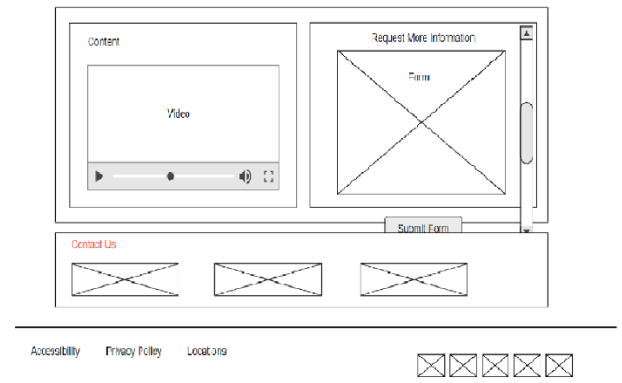 Content
Request More Information
Form
Video
Submit Form
Contact Us
Accessibility Privacy Policy Locations